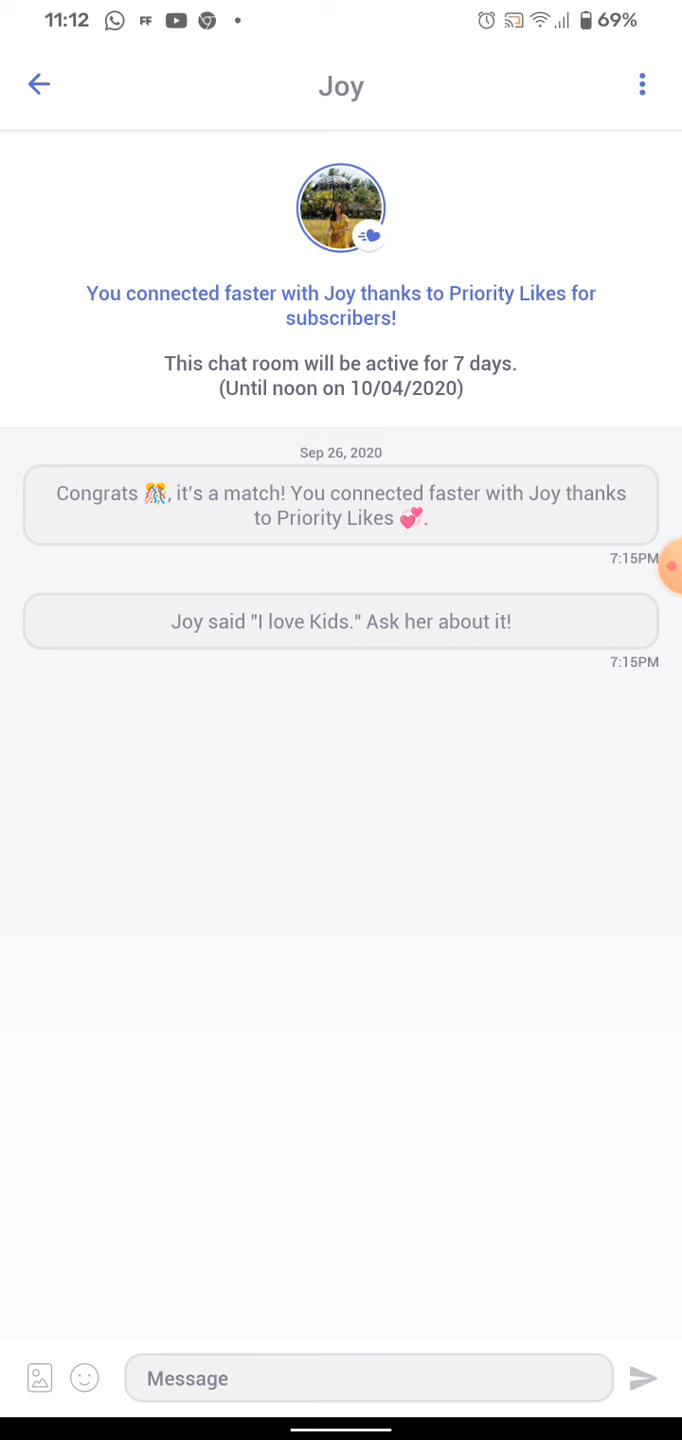 11:12 FF 69%
Joy
You connected faster with Joy thanks to Priority Likes for
subscribers!
This chat room will be active for 7 days.
(Until noon on 10/04/2020)
Sep 26, 2020
Congrats 🎊, it's a match! You connected faster with Joy thanks
to Priority Likes 💞.
7:15PM
Joy said "I love Kids." Ask her about it!
7:15PM
Message